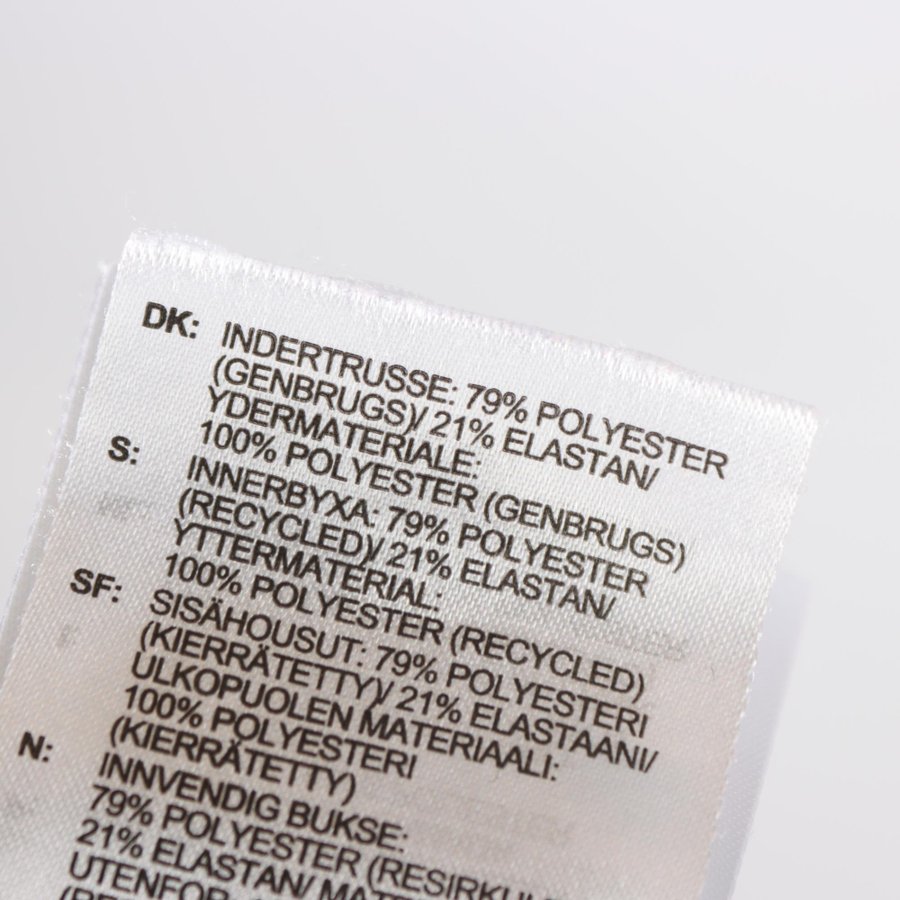 DK: INDERTRUSSE: 79% POLYESTER
(GENBRUGS)/ 21% ELASTAN/
YDERMATERIALE:
100% POLYESTER (GENBRUGS)
S: INNERBYXA: 79% POLYESTER
(RECYCLED)/ 21% ELASTAN/
YTTERMATERIAL:
100% POLYESTER (RECYCLED)
SF: SISÄHOUSUT: 79% POLYESTERI
(KIERRÄTETTY)/ 21% ELASTAANI/
ULKOPUOLEN MATERIAALI:
100% POLYESTERI
(KIERRÄTETTY)
N: INNVENDIG BUKSE:
79% POLYESTER
21% ELASTAN/